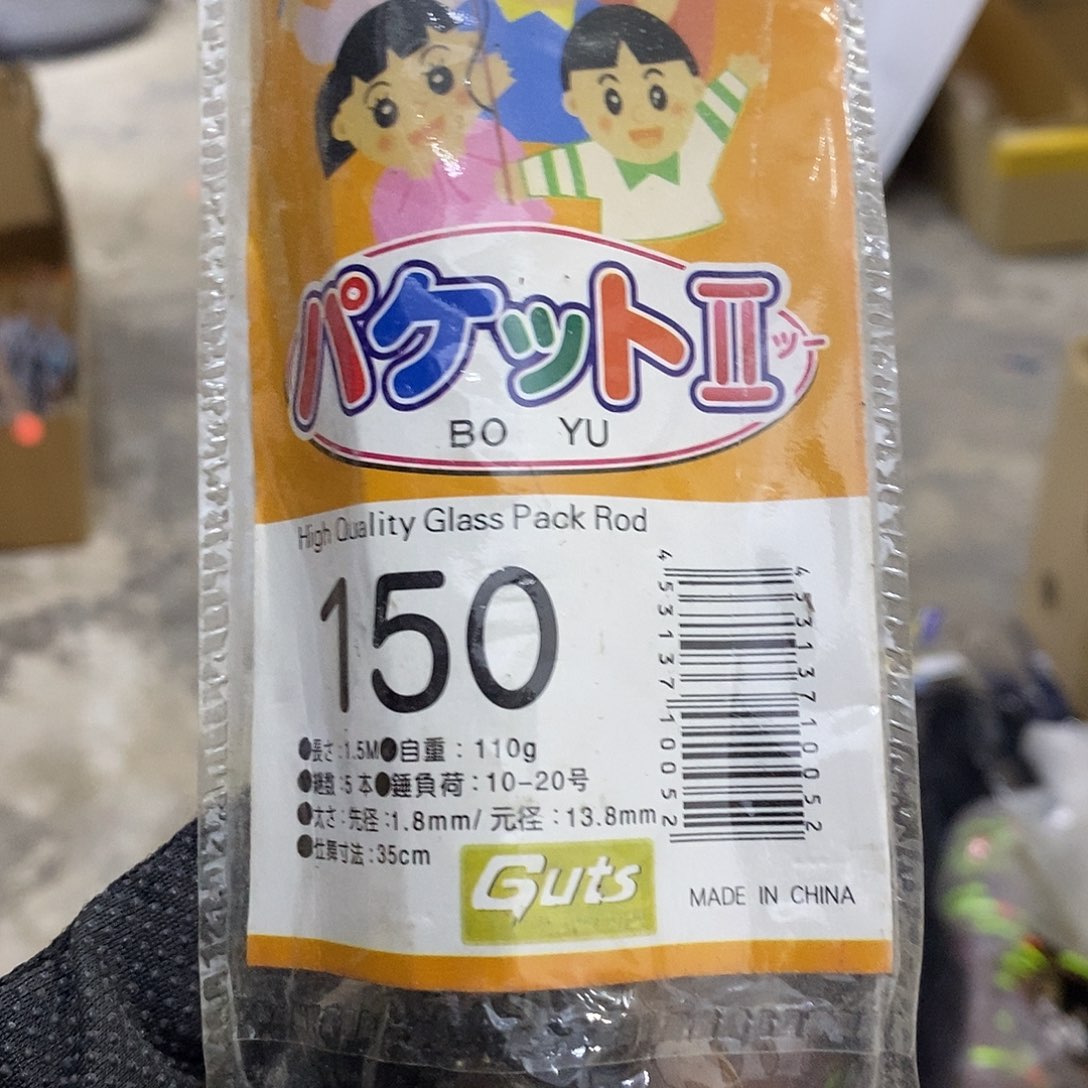 パケットⅡ
ツー
BO YU
High Quality Glass Pack Rod
150
●長さ:1.5M●自重:110g
●継数:5本●錘負荷:10-20号
●太さ:先径:1.8mm/元径:13.8mm
●仕舞寸法:35cm
4531371100052
4531371100052
Guts
MADE IN CHINA